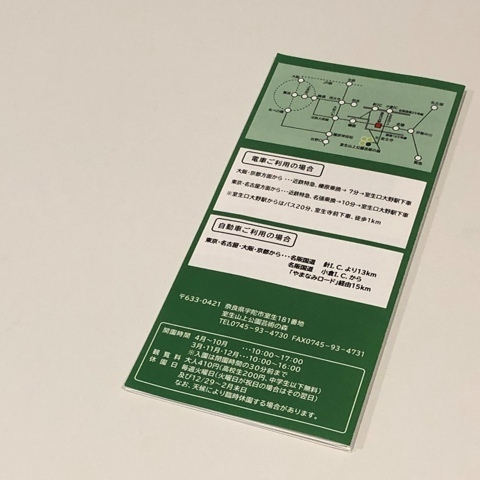 電車ご利用の場合
大阪・京都方面から・・・近鉄特急、榛原乗換→7分→室生口大野駅下車
東京・名古屋方面から・・・近鉄特急、名張乗換→10分→室生口大野駅下車
※室生口大野駅からはバス20分、室生寺前下車、徒歩1km
自動車ご利用の場合
東京・名古屋・大阪・京都から・・・名阪国道 針I.C.より13km
名阪国道 小倉I.C.から
「やまなみロード」経由15km
〒633-0421 奈良県宇陀市室生181番地
室生山上公園芸術の森
TEL0745-93-4730 FAX0745-93-4731
開園時間 4月〜10月 ・・・10:00〜17:00
3月・11月・12月・・・10:00〜16:00
※入園は閉園時間の30分前まで
観覧料 大人410円(高校生200円、中学生以下無料)
休園日 毎週火曜日(火曜日が祝日の場合はその翌日)
及び12/29〜2月末日
なお、天候により臨時休園する場合があります。